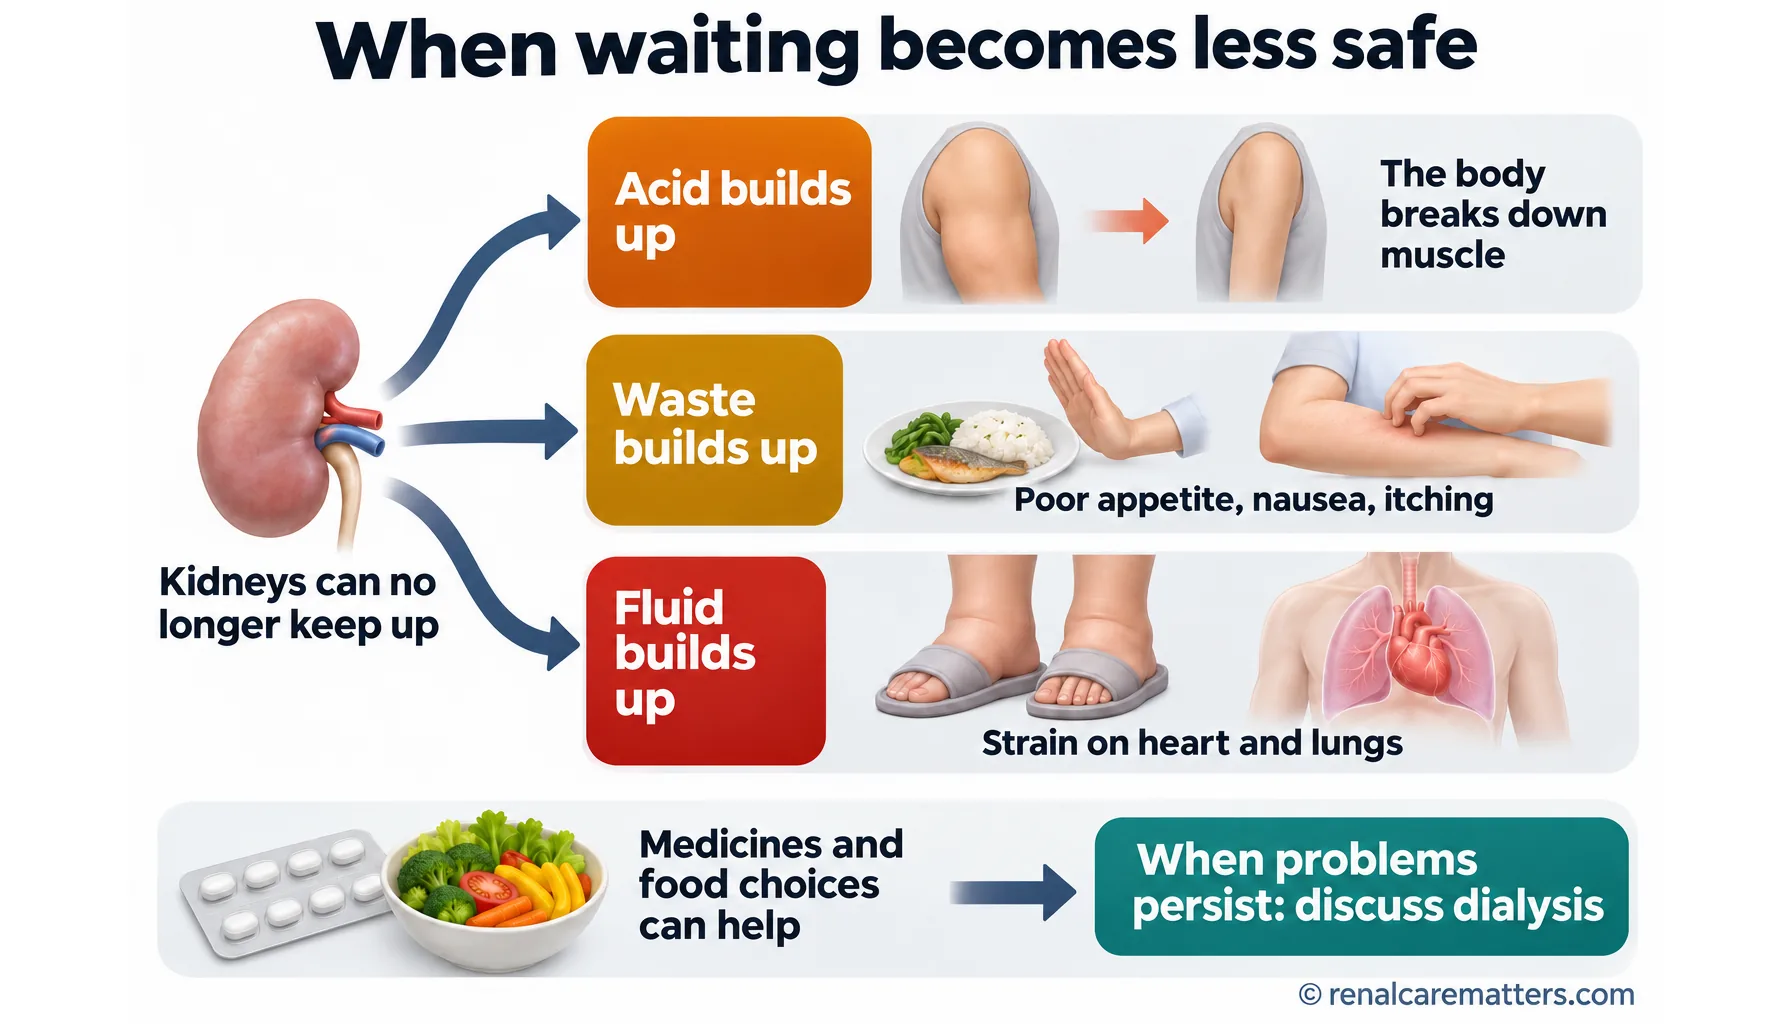 When waiting becomes less safe
Acid builds
up
The body
breaks down
muscle
Waste
builds up
Poor appetite, nausea, itching
Kidneys can no
longer keep up
Fluid
builds
up
Strain on heart and lungs
Medicines and
food choices
can help
When problems
persist: discuss dialysis
© renalcarematters.com